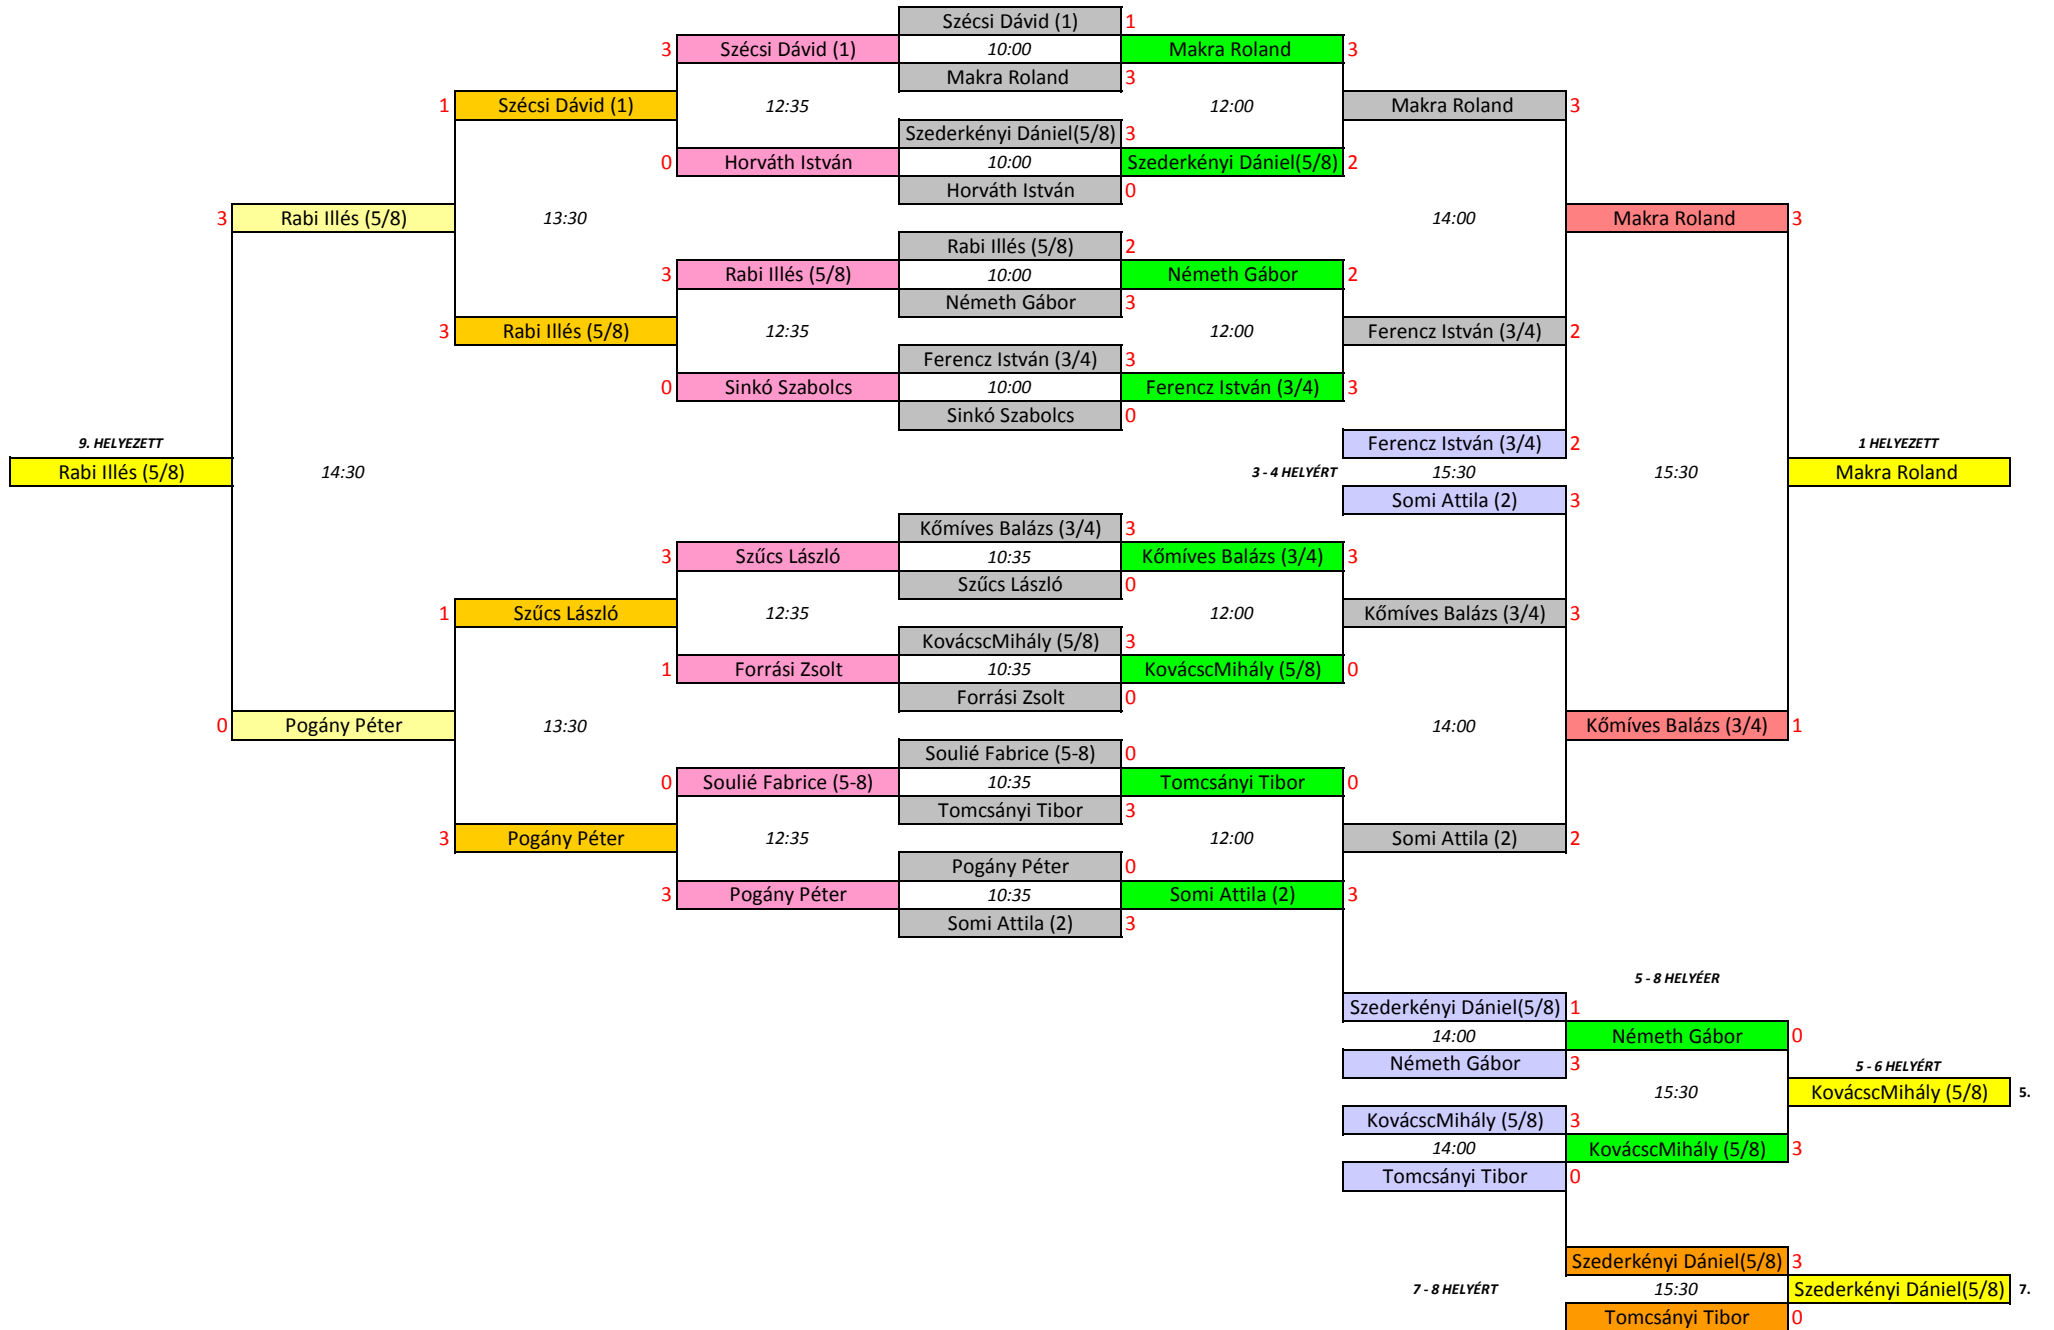 Szécsi Dávid (1) 1
3 Szécsi Dávid (1) 10:00 Makra Roland 3
Makra Roland 3
1 Szécsi Dávid (1) 12:35 12:00 Makra Roland 3
Szederkényi Dániel(5/8) 3
0 Horváth István 10:00 Szederkényi Dániel(5/8) 2
Horváth István 0
3 Rabi Illés (5/8) 13:30 14:00 Makra Roland 3
Rabi Illés (5/8) 2
3 Rabi Illés (5/8) 10:00 Németh Gábor 2
Németh Gábor 3
3 Rabi Illés (5/8) 12:35 12:00 Ferencz István (3/4) 2
Ferencz István (3/4) 3
0 Sinkó Szabolcs 10:00 Ferencz István (3/4) 3
Sinkó Szabolcs 0
9. HELYEZETT Ferencz István (3/4) 2 1 HELYEZETT
Rabi Illés (5/8) 14:30 3 - 4 HELYÉRT 15:30 15:30 Makra Roland
Somi Attila (2) 3
Kőmíves Balázs (3/4) 3
3 Szűcs László 10:35 Kőmíves Balázs (3/4) 3
Szűcs László 0
1 Szűcs László 12:35 12:00 Kőmíves Balázs (3/4) 3
KovácscMihály (5/8) 3
1 Forrási Zsolt 10:35 KovácscMihály (5/8) 0
Forrási Zsolt 0
0 Pogány Péter 13:30 14:00 Kőmíves Balázs (3/4) 1
Soulié Fabrice (5-8) 0
0 Soulié Fabrice (5-8) 10:35 Tomcsányi Tibor 0
Tomcsányi Tibor 3
3 Pogány Péter 12:35 12:00 Somi Attila (2) 2
Pogány Péter 0
3 Pogány Péter 10:35 Somi Attila (2) 3
Somi Attila (2) 3
5 - 8 HELYÉER
Szederkényi Dániel(5/8) 1
14:00 Németh Gábor 0
Németh Gábor 3 5 - 6 HELYÉRT
15:30 KovácscMihály (5/8) 5.
KovácscMihály (5/8) 3
14:00 KovácscMihály (5/8) 3
Tomcsányi Tibor 0
Szederkényi Dániel(5/8) 3
7 - 8 HELYÉRT 15:30 Szederkényi Dániel(5/8) 7.
Tomcsányi Tibor 0